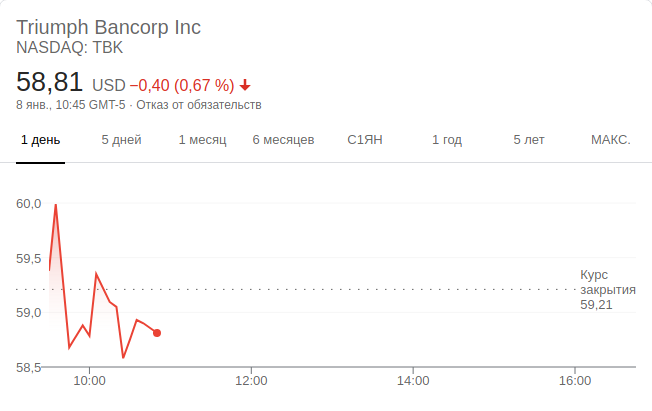 Triumph Bancorp Inc
NASDAQ: TBK
58,81 USD −0,40 (0,67 %)
8 янв., 10:45 GMT-5 · Отказ от обязательств
1 день 5 дней 1 месяц 6 месяцев С1ЯН 1 год 5 лет МАКС.
60,0
59,5
Курс
закрытия
59,21
59,0
58,5
10:00 12:00 14:00 16:00